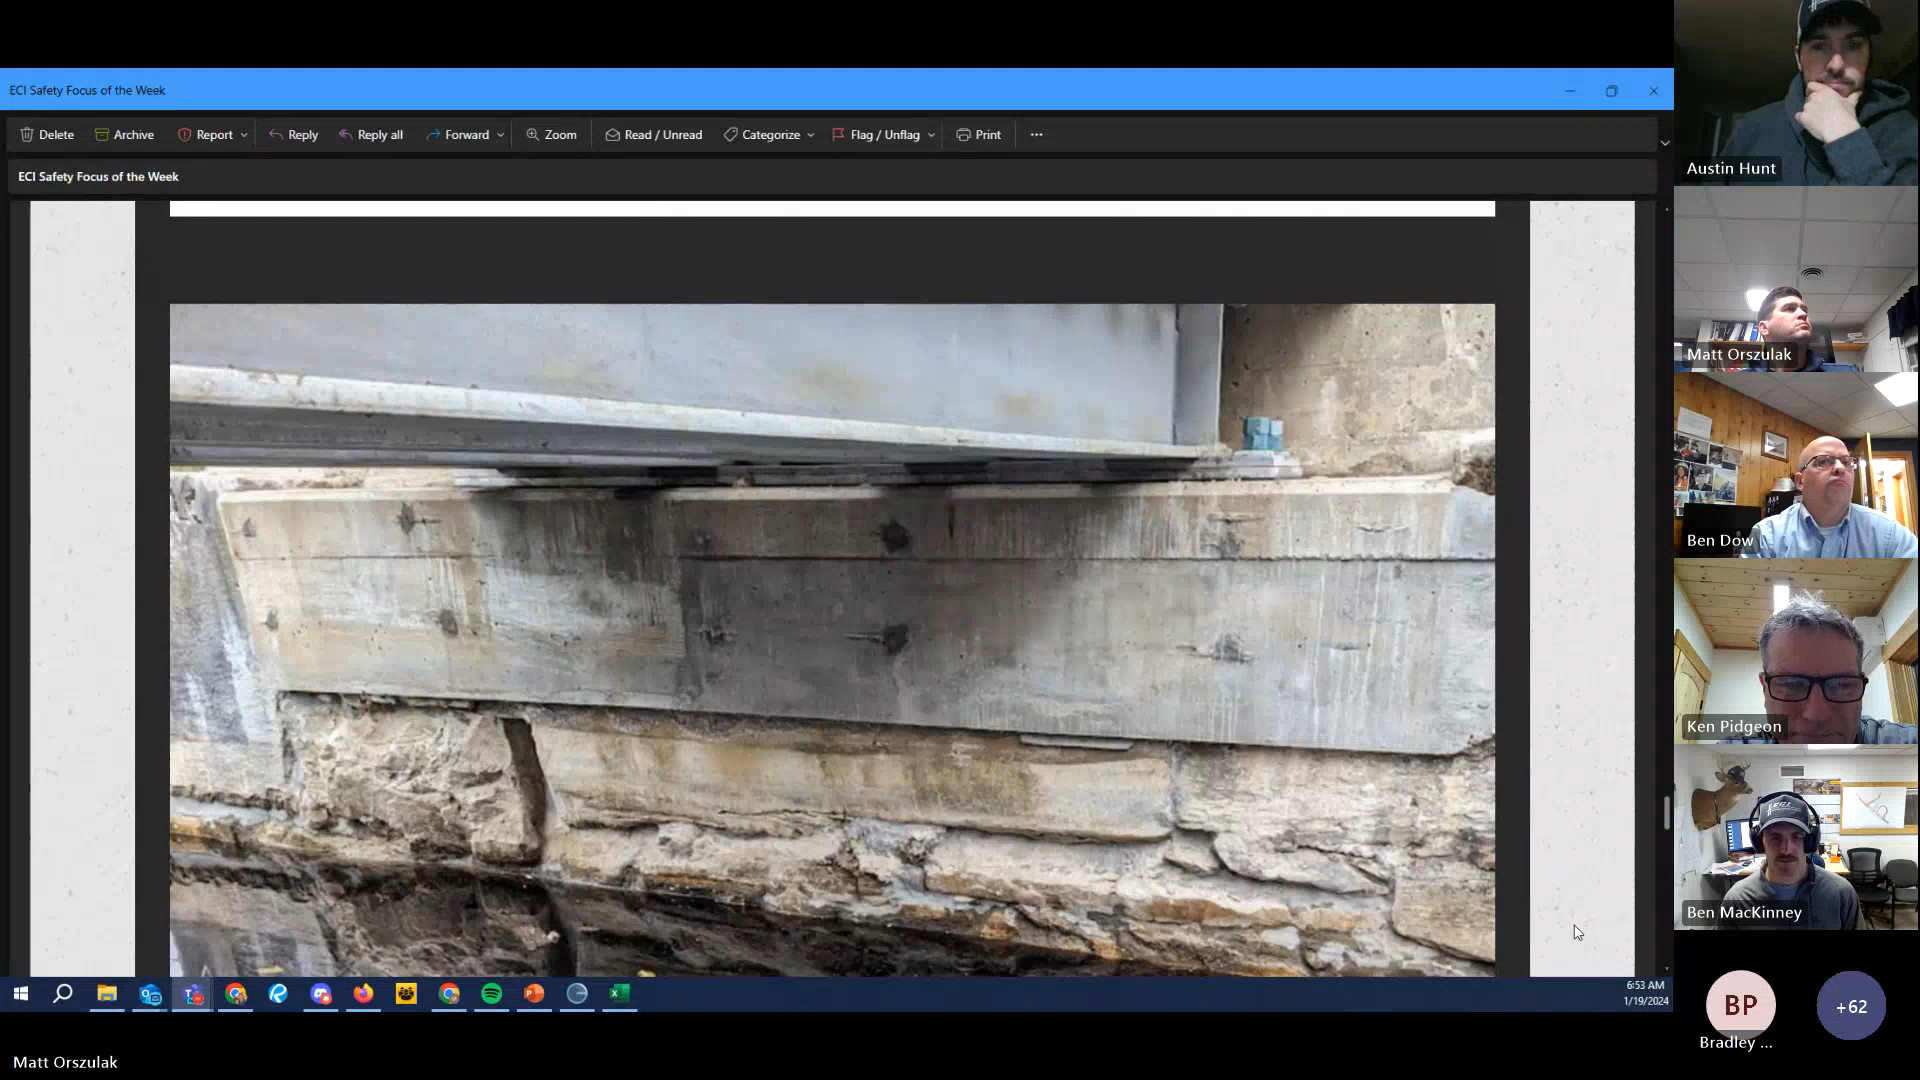 ECI Safety Focus of the Week
Delete Archive Report Reply Reply all Forward Zoom Read / Unread Categorize Flag / Unflag Print ...
ECI Safety Focus of the Week
Austin Hunt
Matt Orszulak
Ben Dow
Ken Pidgeon
ECI
Ben MacKinney
6:53 AM
1/19/2024
BP
+62
Bradley ...
Matt Orszulak